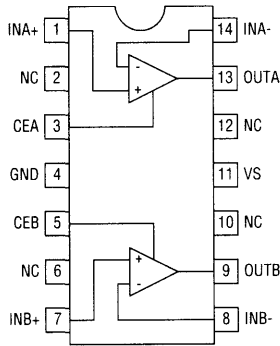 INA+ 1 14 INA-
NC 2 - + 13 OUTA
CEA 3 12 NC
GND 4 11 VS
CEB 5 10 NC
NC 6 + - 9 OUTB
INB+ 7 8 INB-